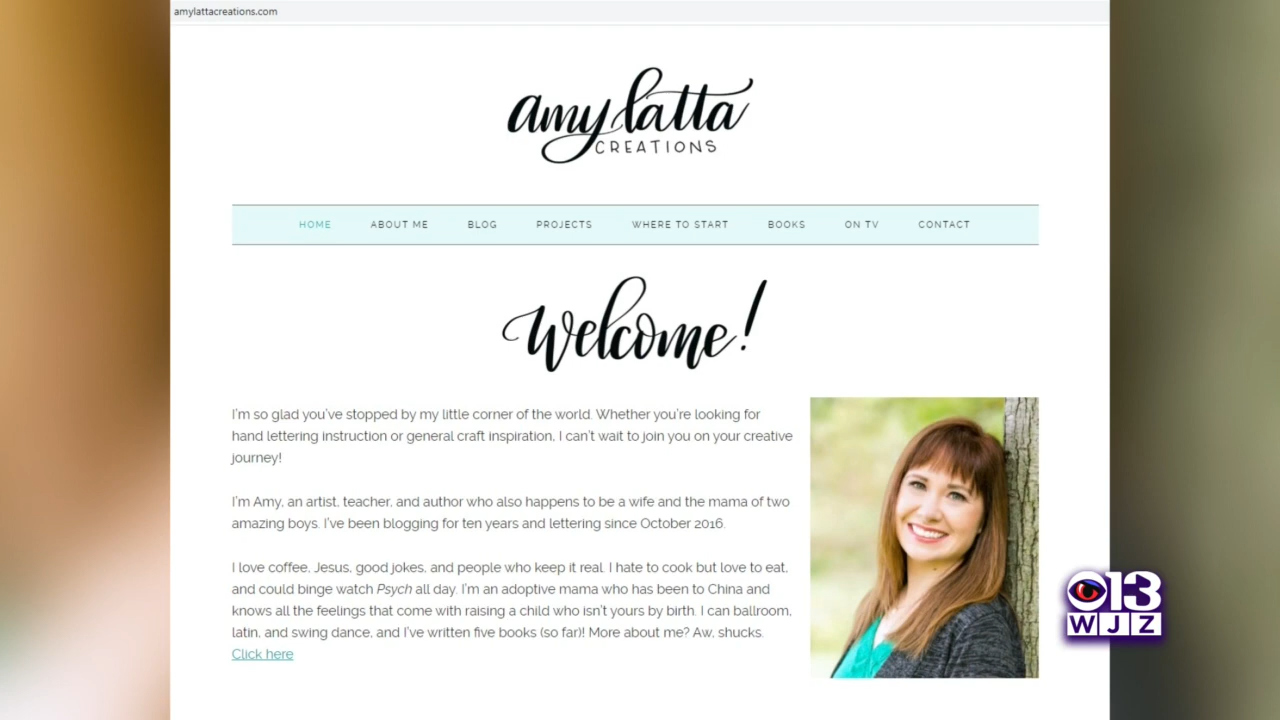 amylattacreations.com
amy latta
CREATIONS
HOME ABOUT ME BLOG PROJECTS WHERE TO START BOOKS ON TV CONTACT
Welcome!
I'm so glad you've stopped by my little corner of the world. Whether you're looking for
hand lettering instruction or general craft inspiration, I can't wait to join you on your creative
journey!
I'm Amy, an artist, teacher, and author who also happens to be a wife and the mama of two
amazing boys. I've been blogging for ten years and lettering since October 2016.
I love coffee, Jesus, good jokes, and people who keep it real. I hate to cook but love to eat,
and could binge watch Psych all day. I'm an adoptive mama who has been to China and
knows all the feelings that come with raising a child who isn't yours by birth. I can ballroom,
latin, and swing dance, and I've written five books (so far)! More about me? Aw, shucks.
Click here
13
WJZ